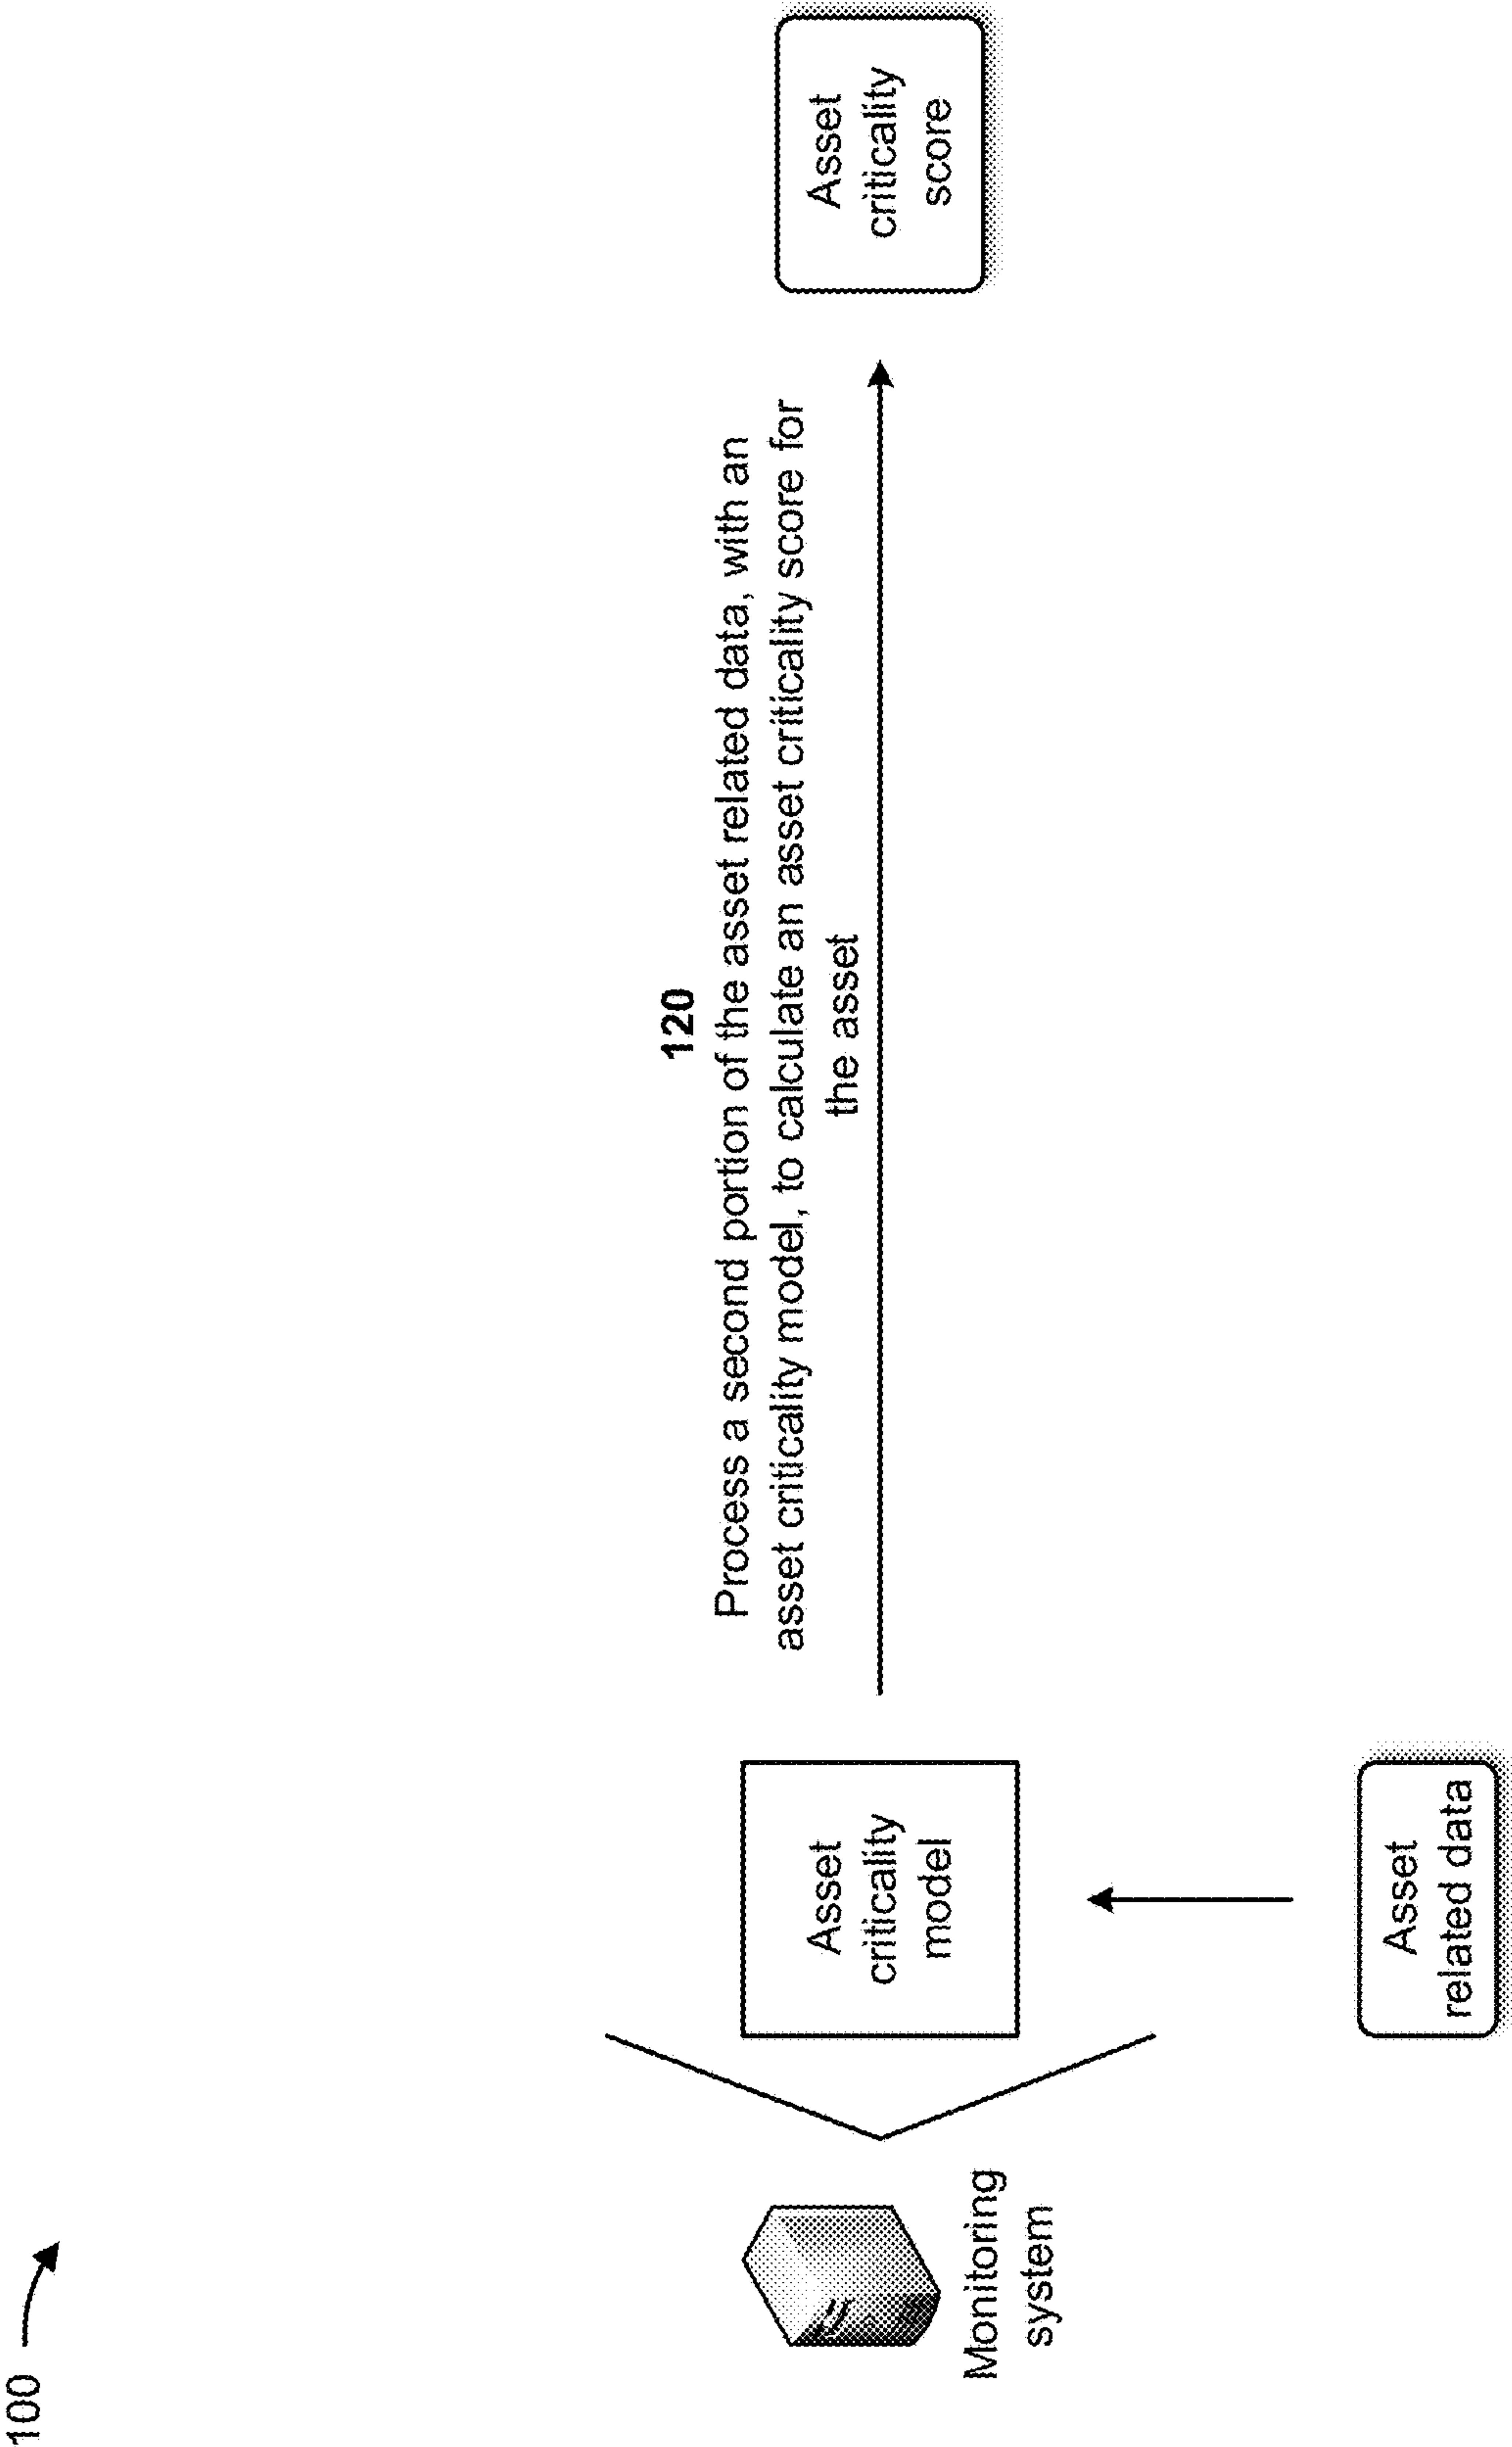 100
120
Process a second portion of the asset related data, with an
asset criticality model, to calculate an asset criticality score for
the asset
Monitoring
system
Asset
criticality
model
Asset
criticality
score
Asset
related data